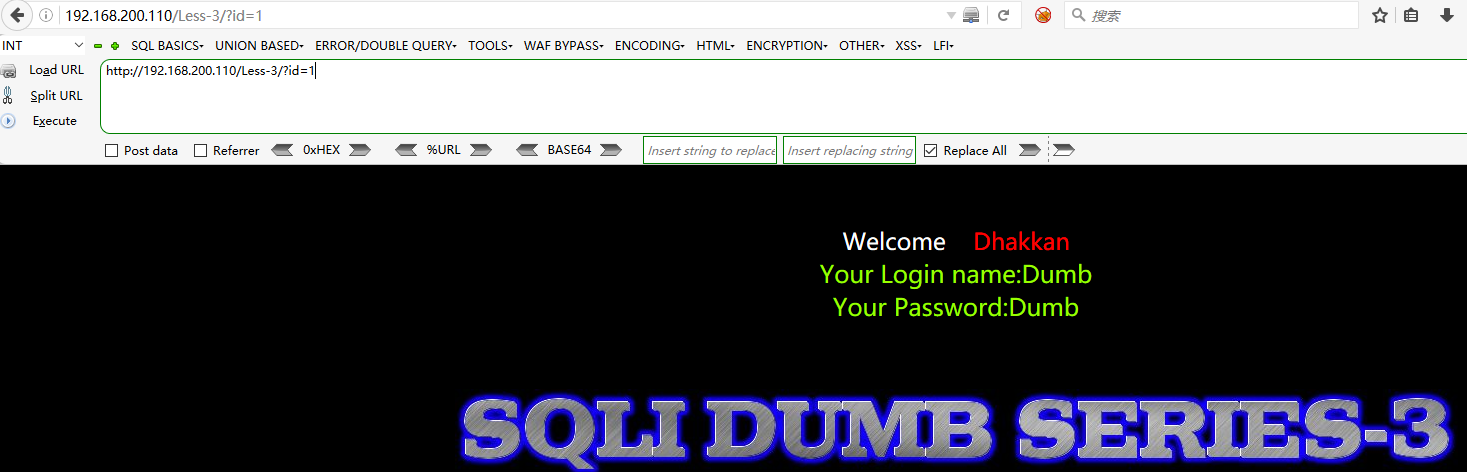 192.168.200.110/Less-3/?id=1 搜索
INT SQL BASICS UNION BASED ERROR/DOUBLE QUERY TOOLS WAF BYPASS ENCODING HTML ENCRYPTION OTHER XSS LFI
Load URL http://192.168.200.110/Less-3/?id=1
Split URL
Execute
Post data Referrer 0xHEX %URL BASE64 Insert string to replace Insert replacing string Replace All
Welcome Dhakkan
Your Login name:Dumb
Your Password:Dumb
SQLI DUMB SERIES-3